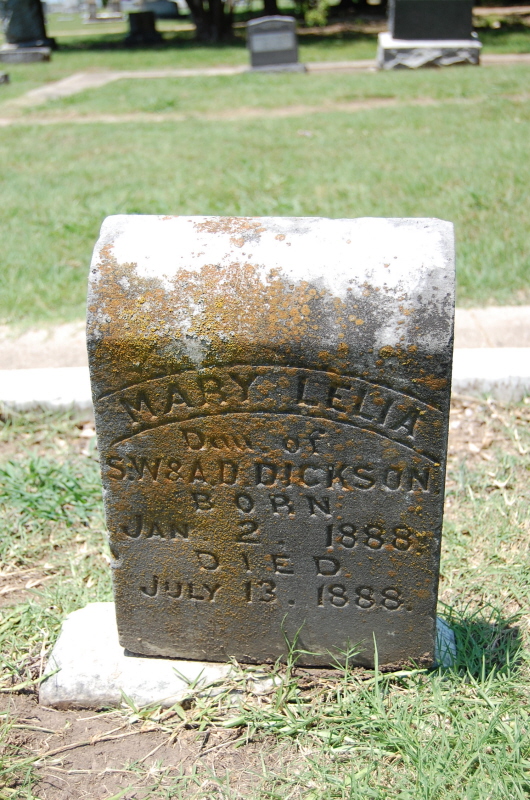 MARY LELIA
Dau of
S.W & A.D. DICKSON
BORN
JAN. 2. 1888.
DIED
JULY 13. 1888.